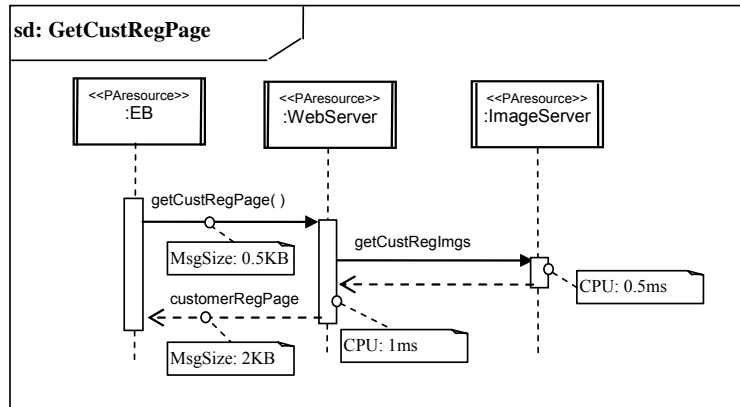 sd: GetCustRegPage
<<PAresource>>
:EB
<<PAresource>>
:WebServer
<<PAresource>>
:ImageServer
getCustRegPage( )
MsgSize: 0.5KB
getCustRegImgs
CPU: 0.5ms
customerRegPage
MsgSize: 2KB
CPU: 1ms